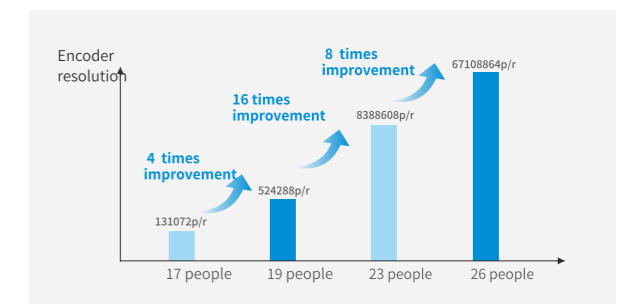 Encoder
resolution
8 times
improvement
67108864p/r
16 times
improvement
8388608p/r
4 times
improvement
524288p/r
131072p/r
17 people
19 people
23 people
26 people